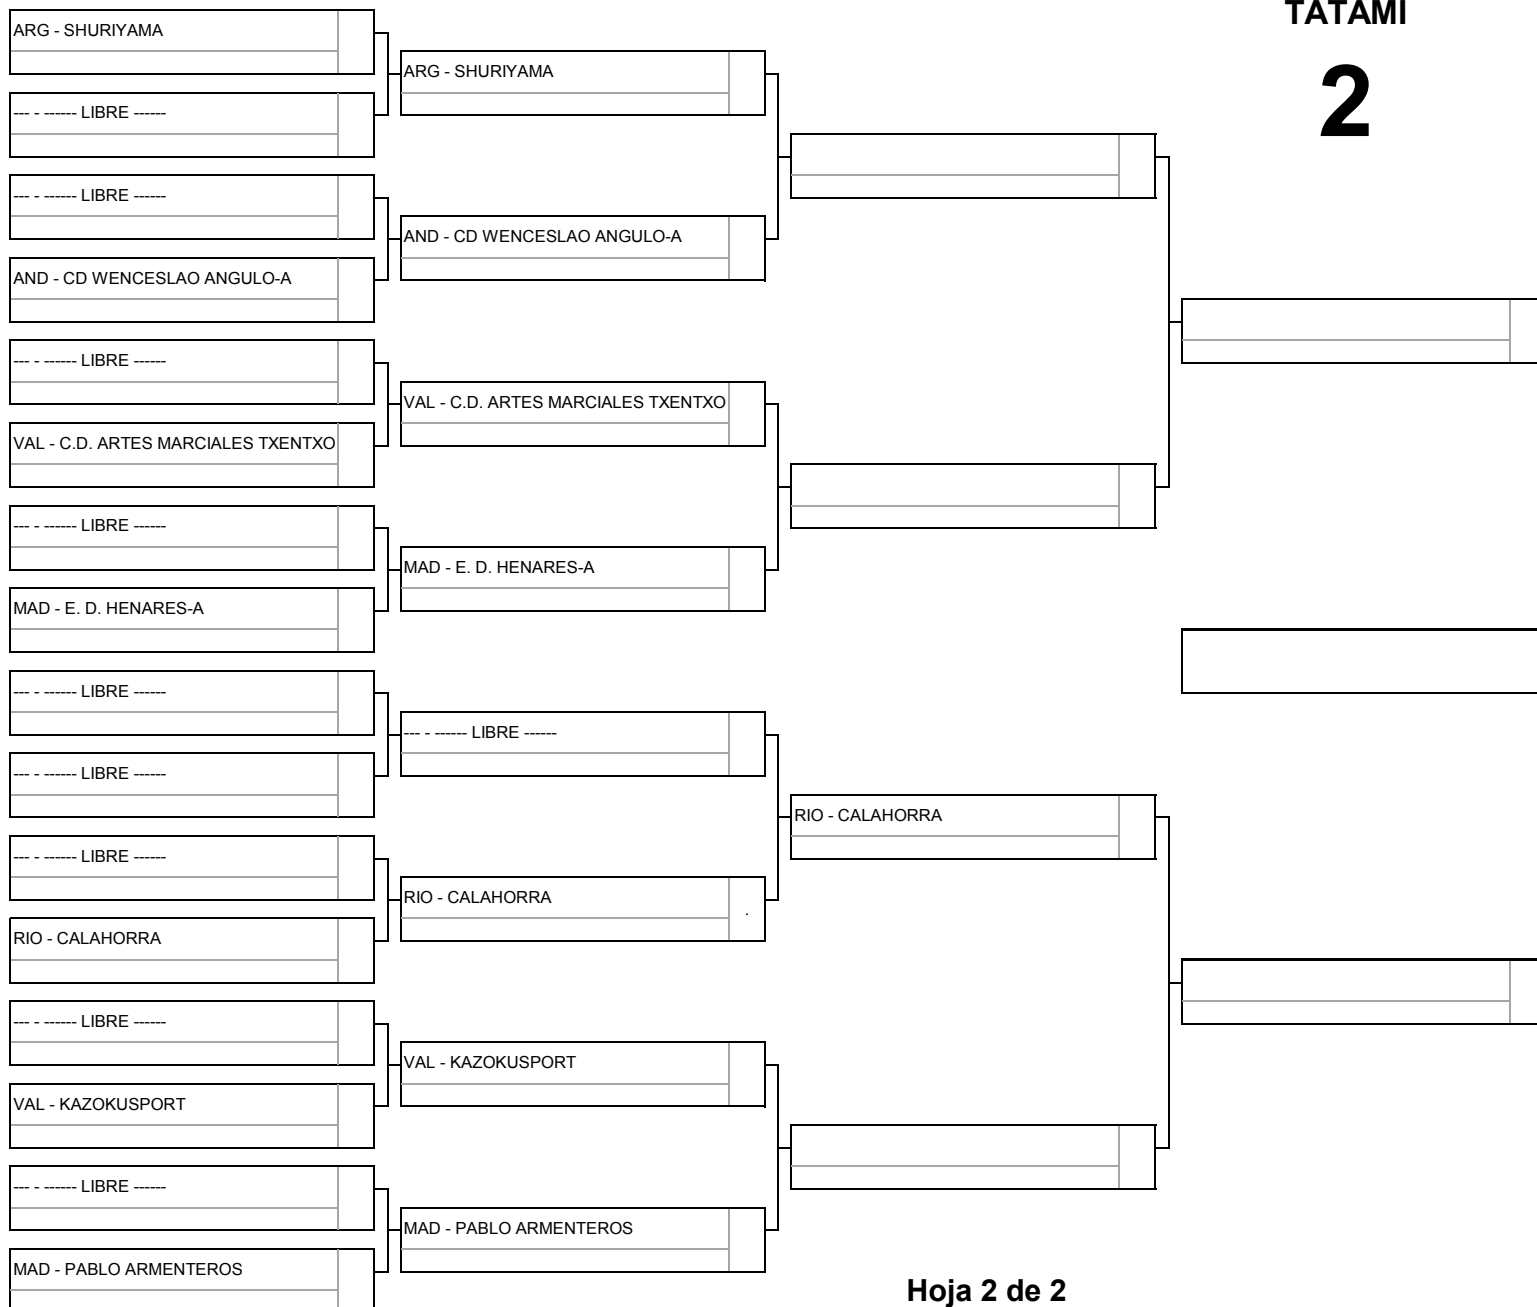 TATAMI
2
ARG - SHURIYAMA
--- - ------ LIBRE ------
--- - ------ LIBRE ------
AND - CD WENCESLAO ANGULO-A
--- - ------ LIBRE ------
VAL - C.D. ARTES MARCIALES TXENTXO
--- - ------ LIBRE ------
MAD - E. D. HENARES-A
--- - ------ LIBRE ------
--- - ------ LIBRE ------
--- - ------ LIBRE ------
RIO - CALAHORRA
--- - ------ LIBRE ------
VAL - KAZOKUSPORT
--- - ------ LIBRE ------
MAD - PABLO ARMENTEROS
ARG - SHURIYAMA
AND - CD WENCESLAO ANGULO-A
VAL - C.D. ARTES MARCIALES TXENTXO
MAD - E. D. HENARES-A
--- - ------ LIBRE ------
RIO - CALAHORRA
.
VAL - KAZOKUSPORT
MAD - PABLO ARMENTEROS
RIO - CALAHORRA
Hoja 2 de 2